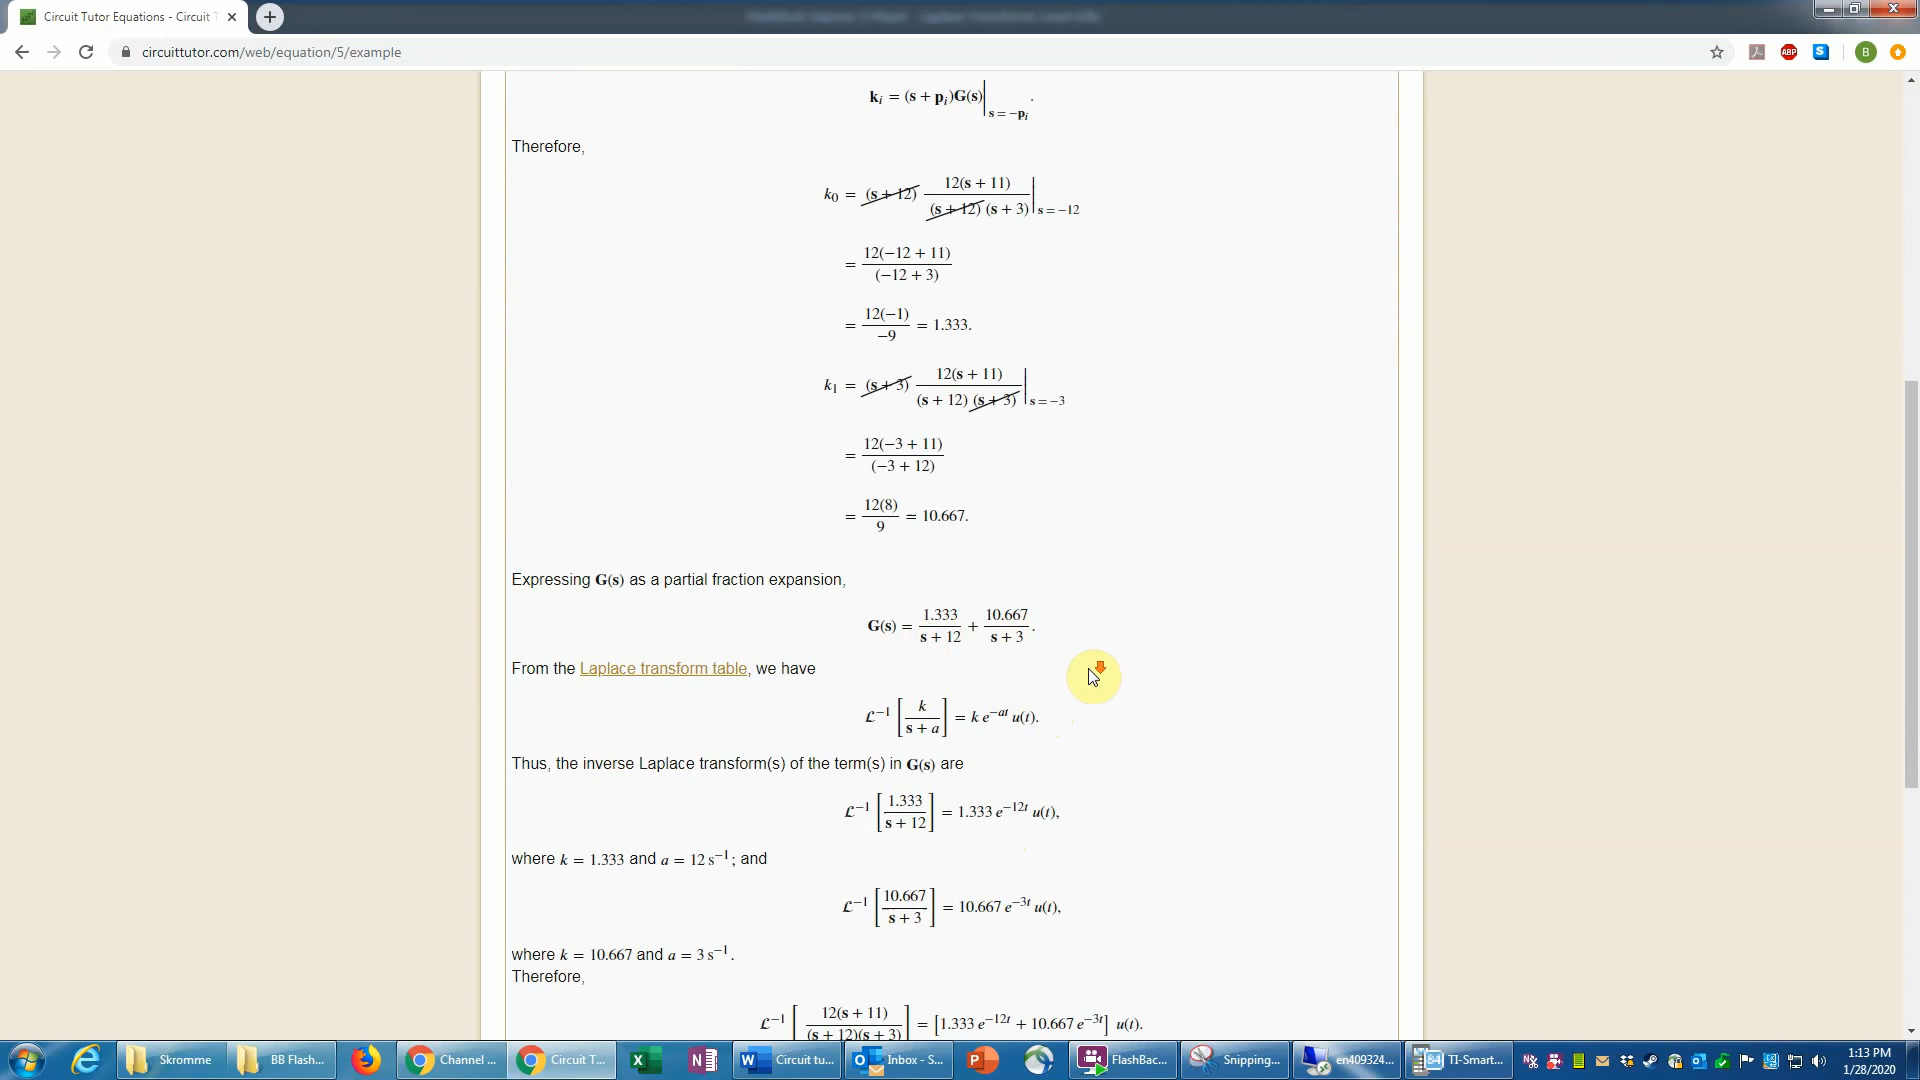 Circuit Tutor Equations - Circuit T
circuittutor.com/web/equation/5/example
ABP
S
B
k_i = (s + p_i)G(s)|_{s = −p_i}.
Therefore,
k_0 = (s + 12) 12(s + 11) / (s + 12)(s + 3) |_{s = −12}
= 12(−12 + 11) / (−12 + 3)
= 12(−1) / −9 = 1.333.
k_1 = (s + 3) 12(s + 11) / (s + 12)(s + 3) |_{s = −3}
= 12(−3 + 11) / (−3 + 12)
= 12(8) / 9 = 10.667.
Expressing G(s) as a partial fraction expansion,
G(s) = 1.333 / s + 12 + 10.667 / s + 3.
From the Laplace transform table, we have
ℒ^{−1} [ k / s + a ] = k e^{−at} u(t).
Thus, the inverse Laplace transform(s) of the term(s) in G(s) are
ℒ^{−1} [ 1.333 / s + 12 ] = 1.333 e^{−12t} u(t),
where k = 1.333 and a = 12 s^{−1}; and
ℒ^{−1} [ 10.667 / s + 3 ] = 10.667 e^{−3t} u(t),
where k = 10.667 and a = 3 s^{−1}.
Therefore,
ℒ^{−1} [ 12(s + 11) / (s + 12)(s + 3) ] = [1.333 e^{−12t} + 10.667 e^{−3t}] u(t).
Skromme
BB Flash...
Channel ...
Circuit T...
Circuit tu...
Inbox - S...
FlashBac...
Snipping...
en409324...
TI-Smart...
1:13 PM
1/28/2020